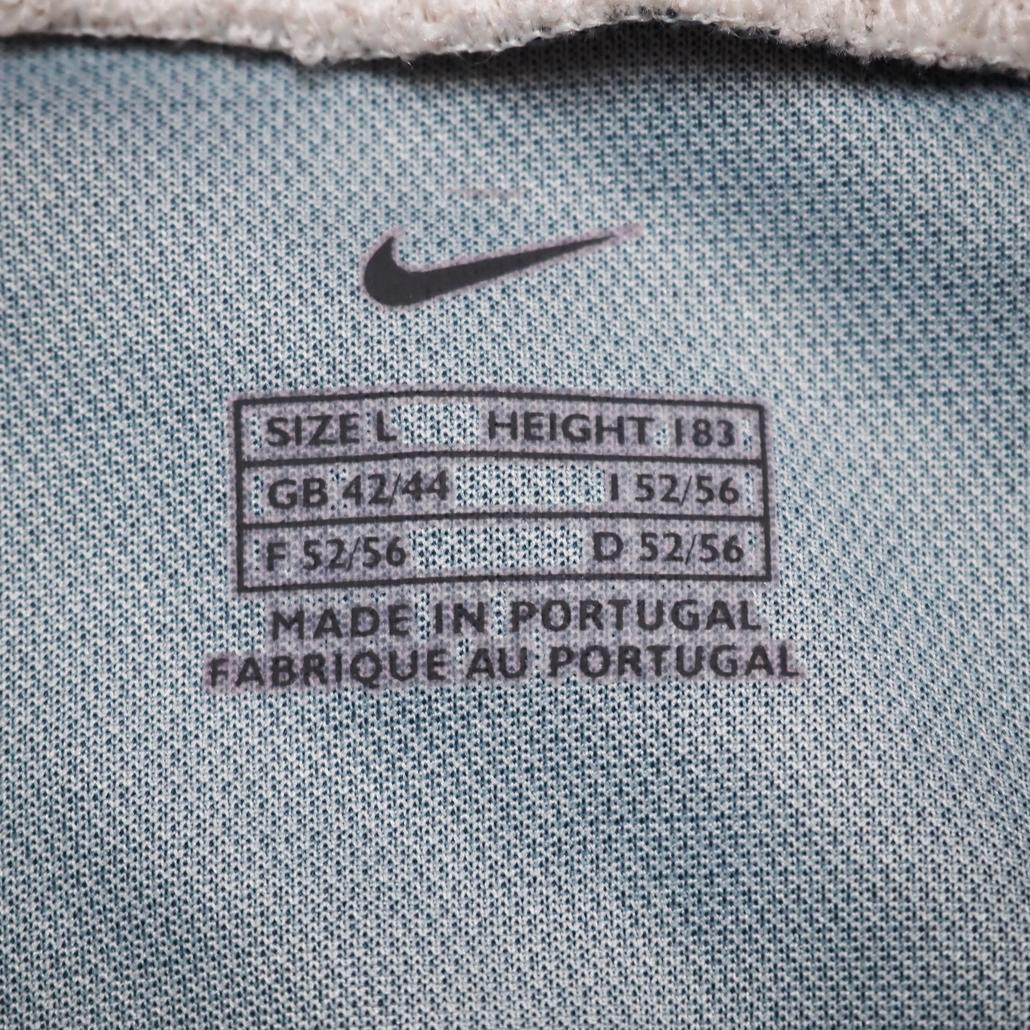 SIZE L HEIGHT 183
GB 42/44 I 52/56
F 52/56 D 52/56
MADE IN PORTUGAL
FABRIQUE AU PORTUGAL